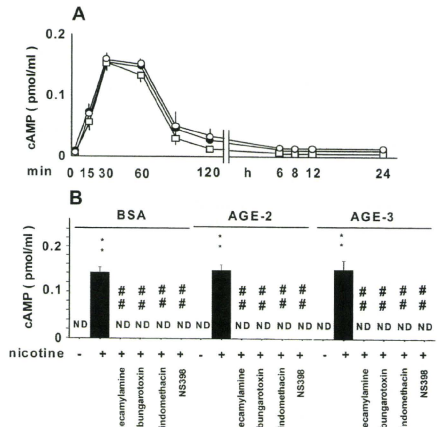 A
cAMP ( pmol/ml )
0.2
0.1
0
min 0 15 30 60 120 h 6 8 12 24
B
BSA AGE-2 AGE-3
cAMP ( pmol/ml )
0.2
0.1
0
* * *
* * *
# # # # # # # # # # # #
# # # # # # # # # # # #
ND ND ND ND ND ND ND ND ND ND ND ND ND ND ND
nicotine - + + + + + - + + + + + - + + + + +
ecamylamine bungarotoxin indomethacin NS398 ecamylamine bungarotoxin indomethacin NS398 ecamylamine bungarotoxin indomethacin NS398